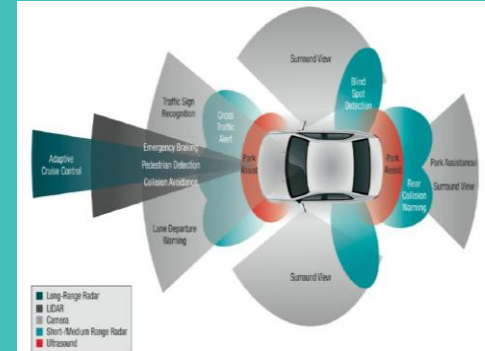 Surround View
Traffic Sign
Recognition
Cross
Traffic
Alert
Blind
Spot
Detection
Adaptive
Cruise Control
Emergency Braking
Pedestrian Detection
Collision Avoidance
Park
Assist
Park
Assist
Park Assistance/
Surround View
Rear
Collision
Warning
Lane Departure
Warning
Surround View
Long-Range Radar
LIDAR
Camera
Short-/Medium Range Radar
Ultrasound